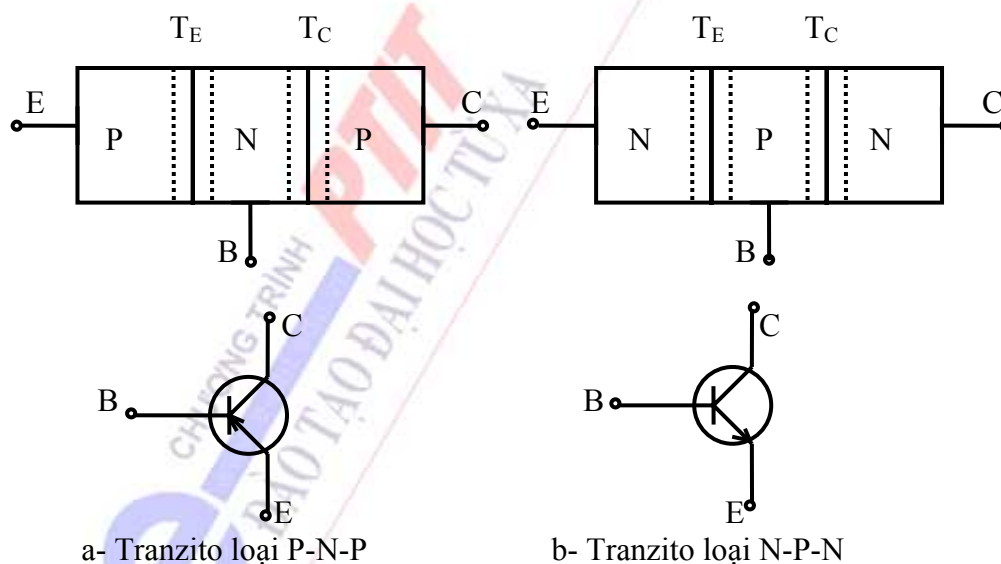 T_E T_C T_E T_C
E P N P C E N P N C
B B
C C
B B
E E
a- Tranzito loại P-N-P b- Tranzito loại N-P-N
CHƯƠNG TRÌNH
ĐÀO TẠO ĐẠI HỌC TỪ XA
e-PTIT